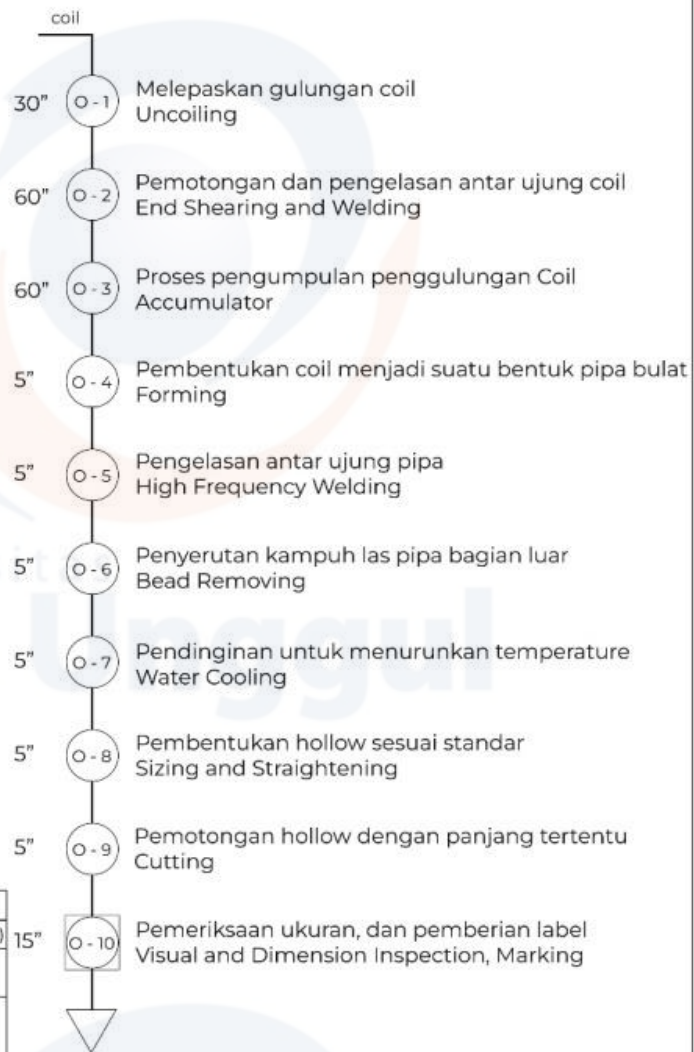 coil
30” O - 1 Melepaskan gulungan coil
Uncoiling
60” O - 2 Pemotongan dan pengelasan antar ujung coil
End Shearing and Welding
60” O - 3 Proses pengumpulan penggulungan Coil
Accumulator
5” O - 4 Pembentukan coil menjadi suatu bentuk pipa bulat
Forming
5” O - 5 Pengelasan antar ujung pipa
High Frequency Welding
5” O - 6 Penyerutan kampuh las pipa bagian luar
Bead Removing
Unggul
5” O - 7 Pendinginan untuk menurunkan temperature
Water Cooling
5” O - 8 Pembentukan hollow sesuai standar
Sizing and Straightening
5” O - 9 Pemotongan hollow dengan panjang tertentu
Cutting
) 15” O - 10 Pemeriksaan ukuran, dan pemberian label
Visual and Dimension Inspection, Marking